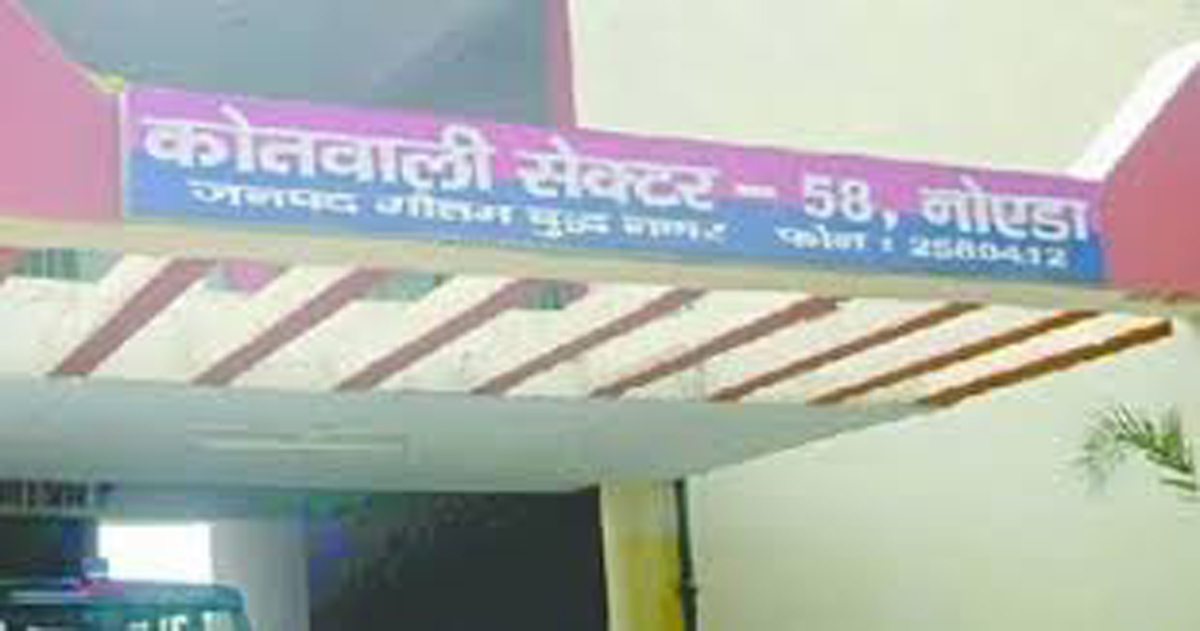 कोतवाली सेक्टर - 58, नोएडा
जनपद गौतम बुद्ध नगर फोन : 2580412